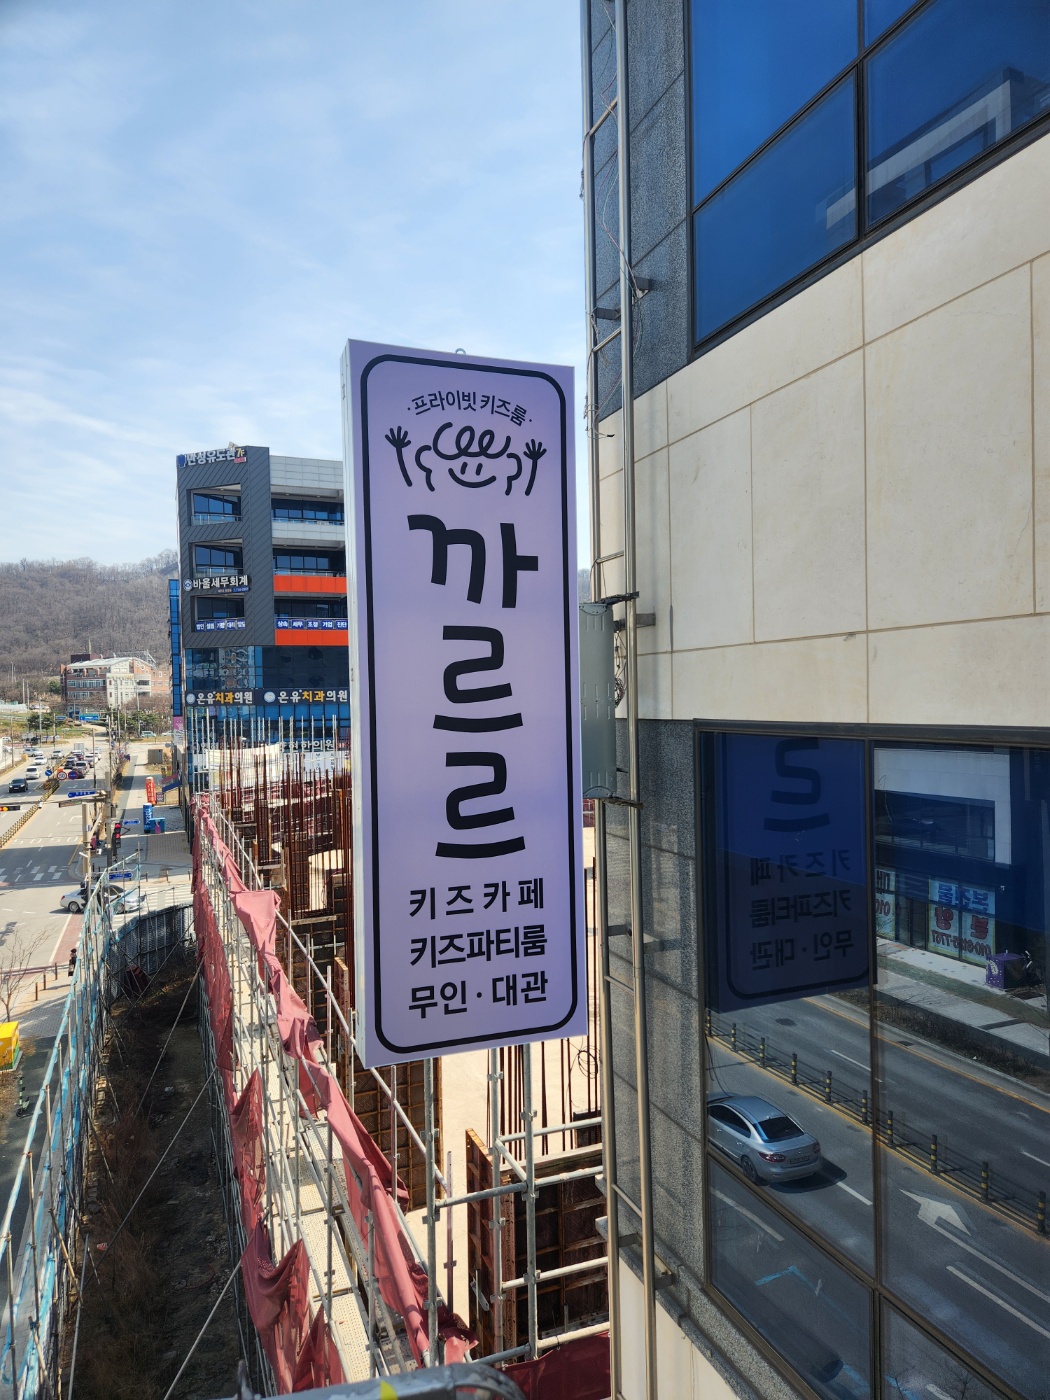 ·프라이빗 키즈룸·
까
르
르
키즈카페
키즈파티룸
무인·대관
바울세무회계
온유치과의원
온유치과의원